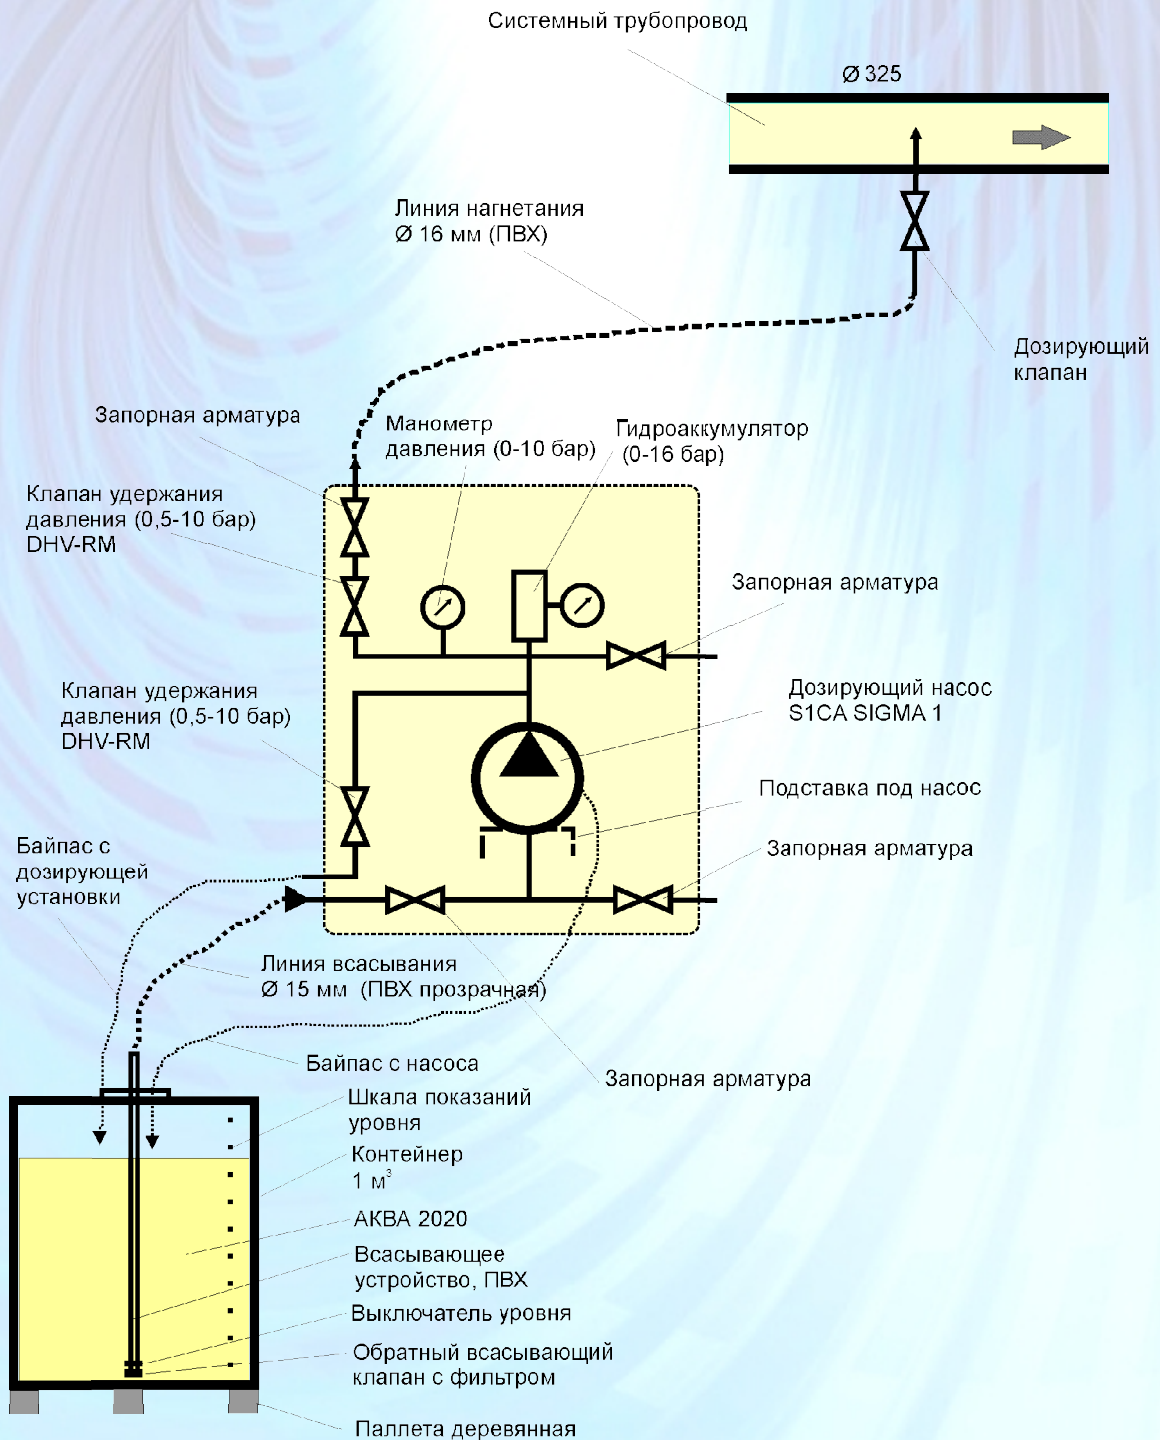 Системный трубопровод
Ø 325
Линия нагнетания
Ø 16 мм (ПВХ)
Дозирующий
клапан
Запорная арматура
Манометр
давления (0-10 бар)
Гидроаккумулятор
(0-16 бар)
Клапан удержания
давления (0,5-10 бар)
DHV-RM
Запорная арматура
Клапан удержания
давления (0,5-10 бар)
DHV-RM
Дозирующий насос
S1CA SIGMA 1
Подставка под насос
Байпас с
дозирующей
установки
Запорная арматура
Линия всасывания
Ø 15 мм (ПВХ прозрачная)
Байпас с насоса
Запорная арматура
Шкала показаний
уровня
Контейнер
1 м³
АКВА 2020
Всасывающее
устройство, ПВХ
Выключатель уровня
Обратный всасывающий
клапан с фильтром
Паллета деревянная